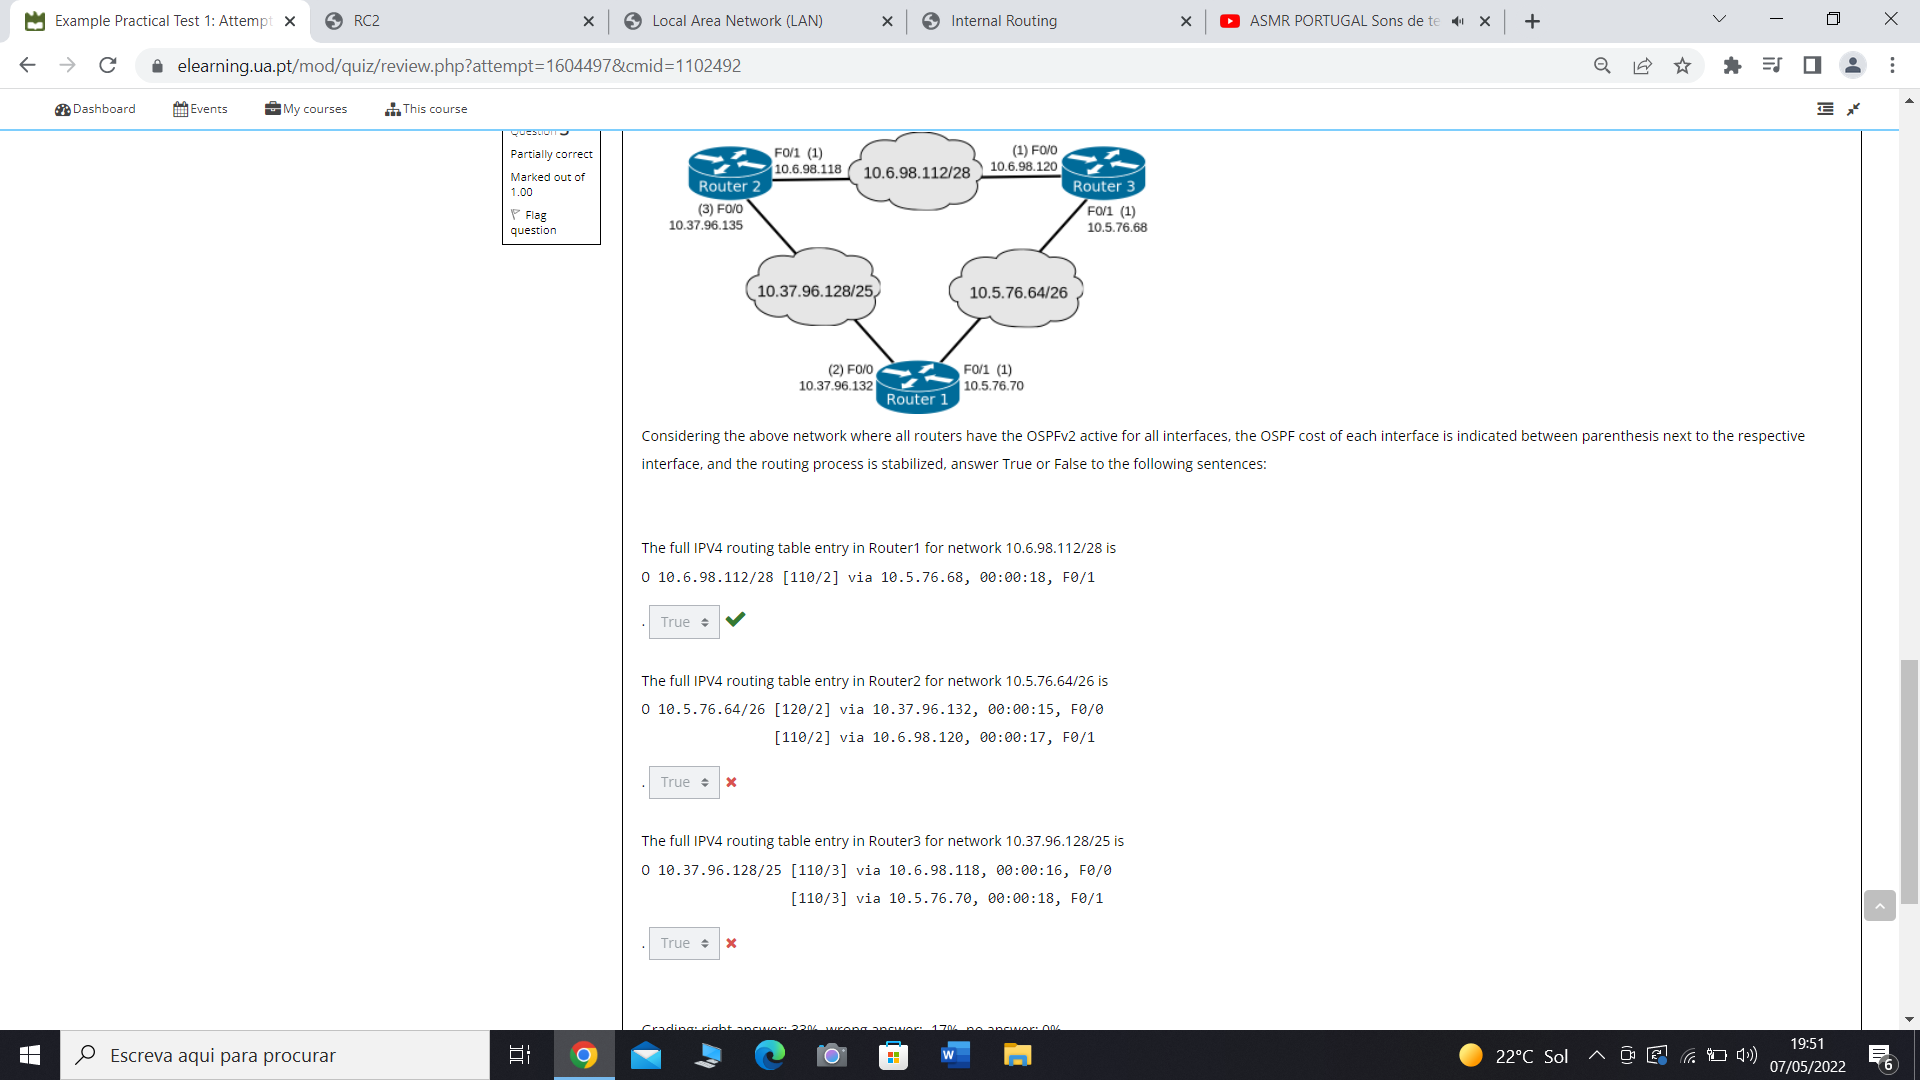 Example Practical Test 1: Attempt
RC2
Local Area Network (LAN)
Internal Routing
ASMR PORTUGAL Sons de te
elearning.ua.pt/mod/quiz/review.php?attempt=1604497&cmid=1102492
Dashboard
Events
My courses
This course
Question
Partially correct
Marked out of
1.00
Flag
question
F0/1 (1)
10.6.98.118
10.6.98.112/28
(1) F0/0
10.6.98.120
Router 2
Router 3
(3) F0/0
10.37.96.135
F0/1 (1)
10.5.76.68
10.37.96.128/25
10.5.76.64/26
(2) F0/0
10.37.96.132
F0/1 (1)
10.5.76.70
Router 1
Considering the above network where all routers have the OSPFv2 active for all interfaces, the OSPF cost of each interface is indicated between parenthesis next to the respective
interface, and the routing process is stabilized, answer True or False to the following sentences:
The full IPV4 routing table entry in Router1 for network 10.6.98.112/28 is
O 10.6.98.112/28 [110/2] via 10.5.76.68, 00:00:18, F0/1
. True
The full IPV4 routing table entry in Router2 for network 10.5.76.64/26 is
O 10.5.76.64/26 [120/2] via 10.37.96.132, 00:00:15, F0/0
[110/2] via 10.6.98.120, 00:00:17, F0/1
. True
The full IPV4 routing table entry in Router3 for network 10.37.96.128/25 is
O 10.37.96.128/25 [110/3] via 10.6.98.118, 00:00:16, F0/0
[110/3] via 10.5.76.70, 00:00:18, F0/1
. True
Grading: right answer: 33%, wrong answer: -17%, no answer: 0%
Escreva aqui para procurar
22°C Sol
19:51
07/05/2022
6